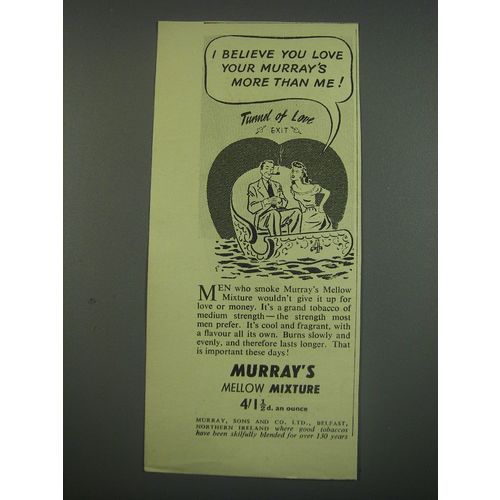 I BELIEVE YOU LOVE
YOUR MURRAY'S
MORE THAN ME!
Tunnel of Love
EXIT
MEN who smoke Murray's Mellow
Mixture wouldn't give it up for
love or money. It's a grand tobacco of
medium strength—the strength most
men prefer. It's cool and fragrant, with
a flavour all its own. Burns slowly and
evenly, and therefore lasts longer. That
is important these days!
MURRAY'S
MELLOW MIXTURE
4/1½d. an ounce
MURRAY, SONS AND CO. LTD., BELFAST,
NORTHERN IRELAND where good tobaccos
have been skilfully blended for over 130 years